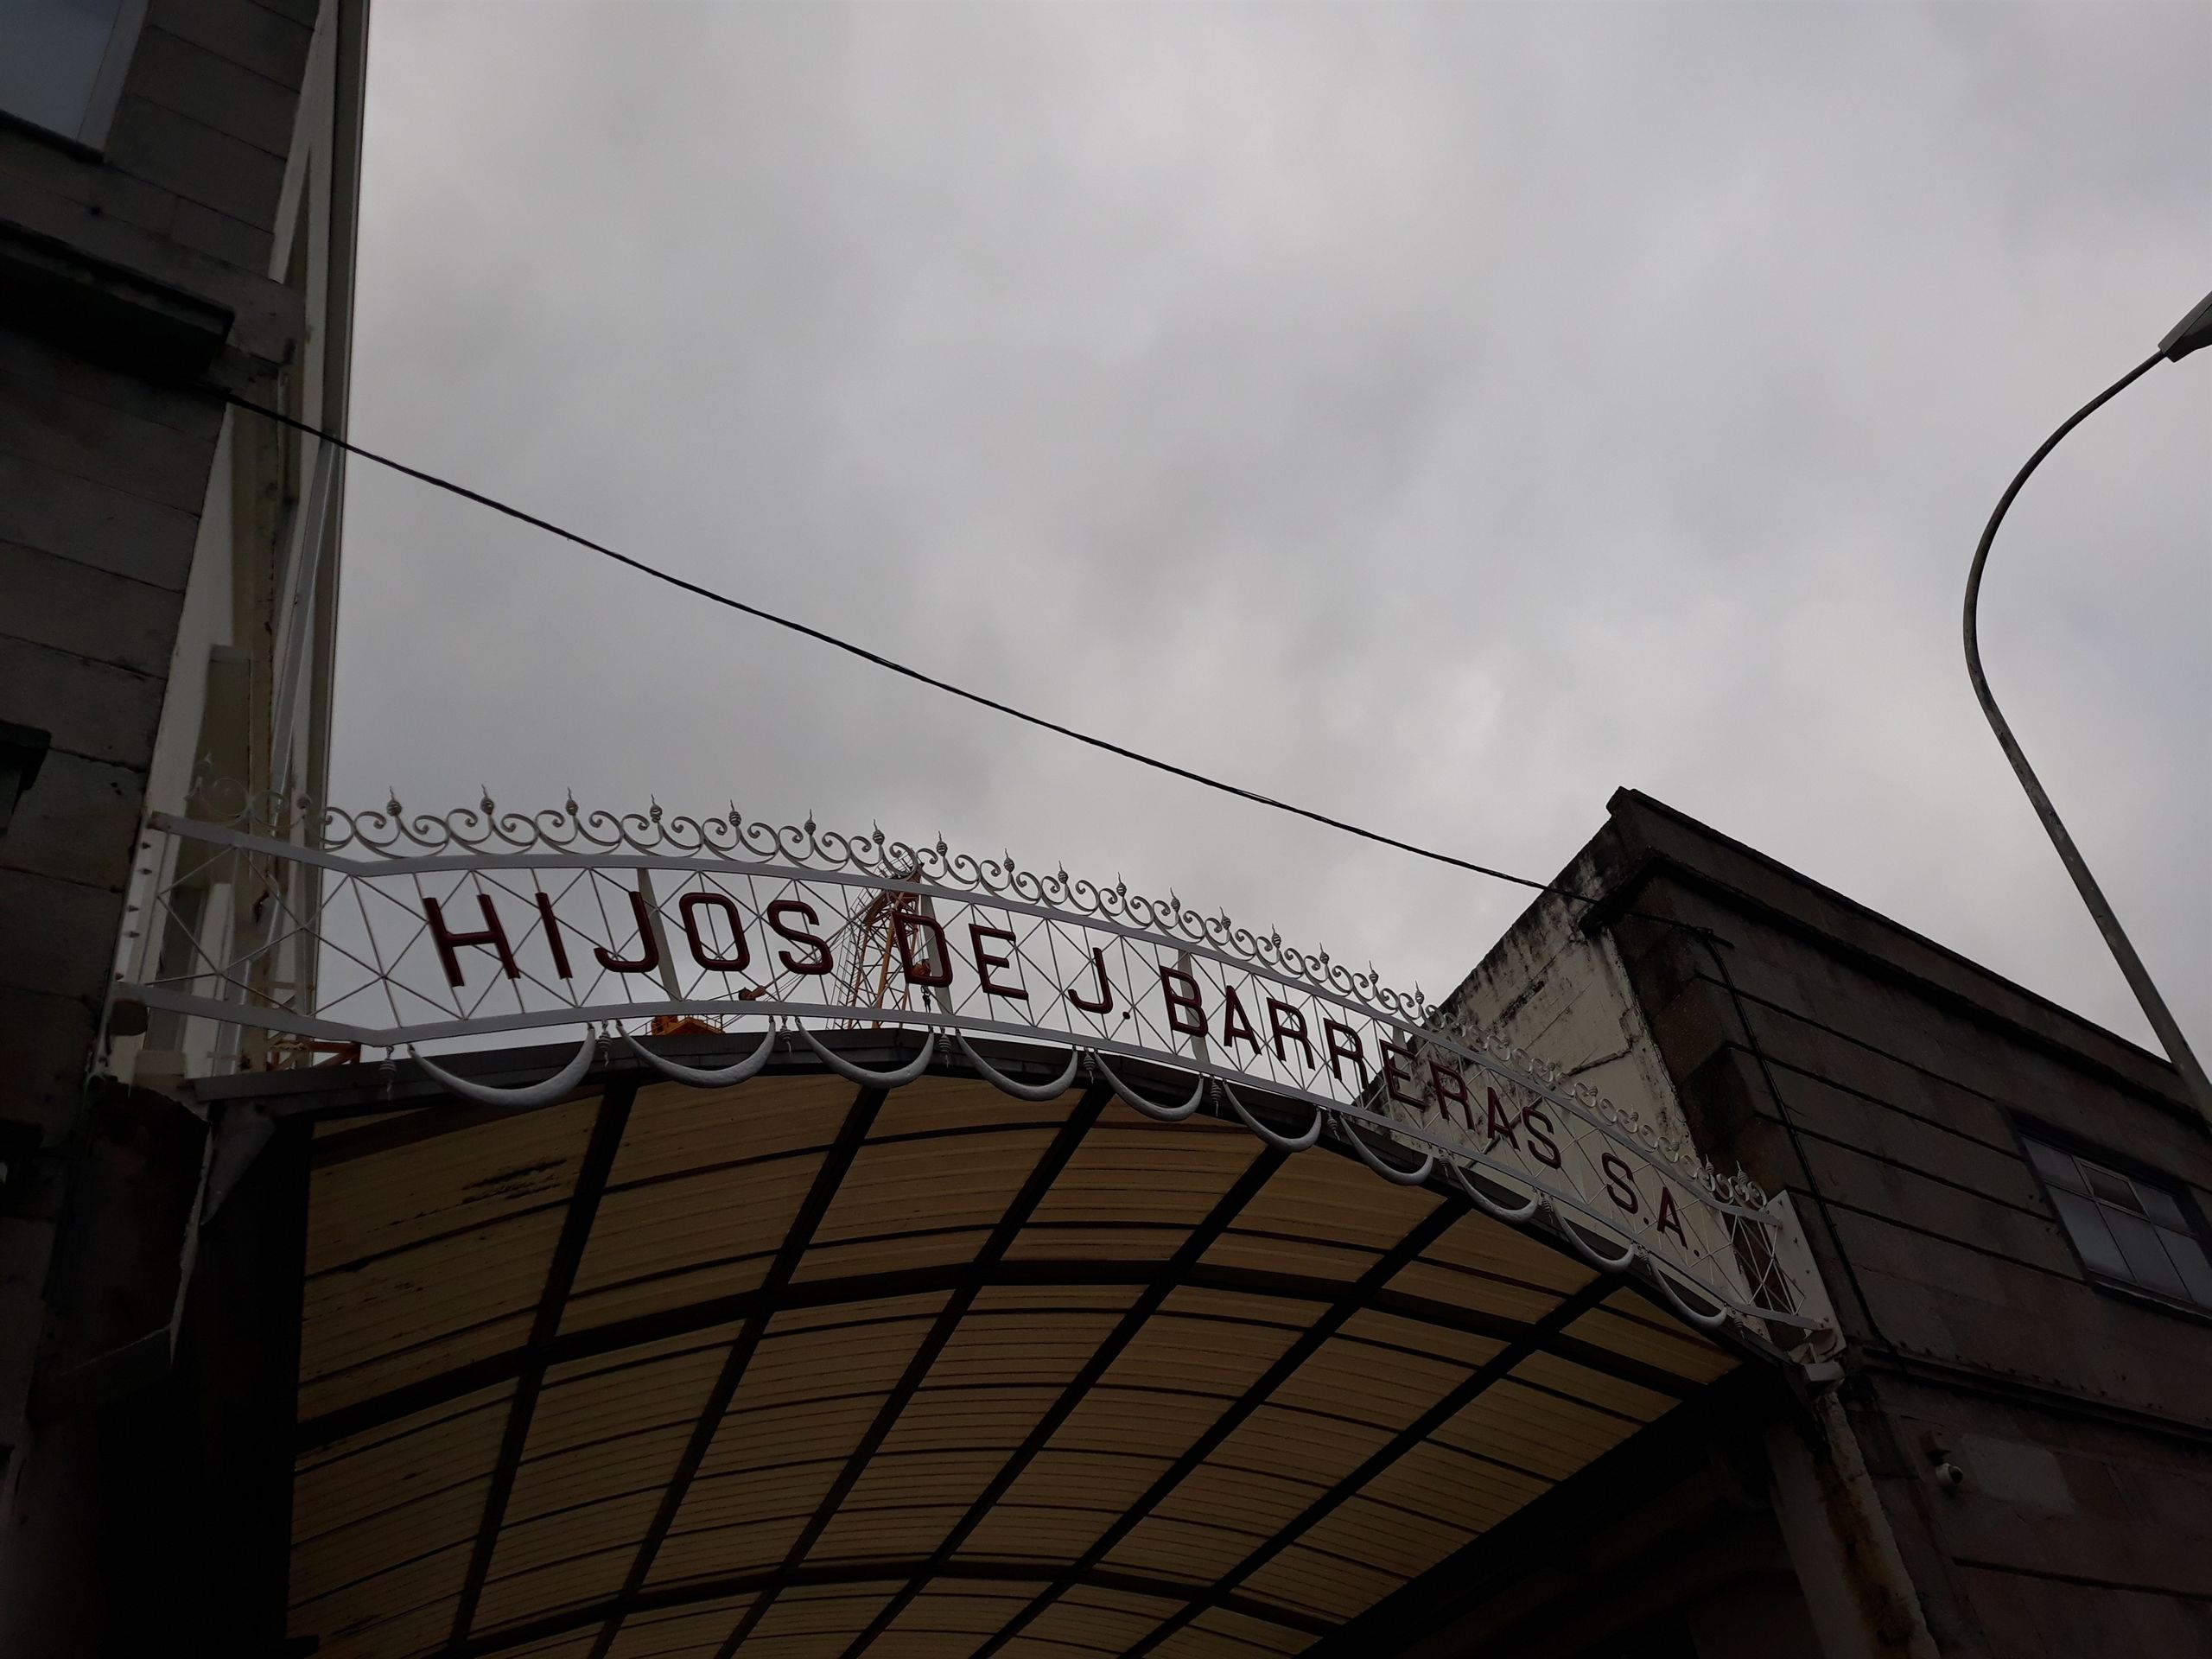 HIJOS DE J. BARRERAS S.A.